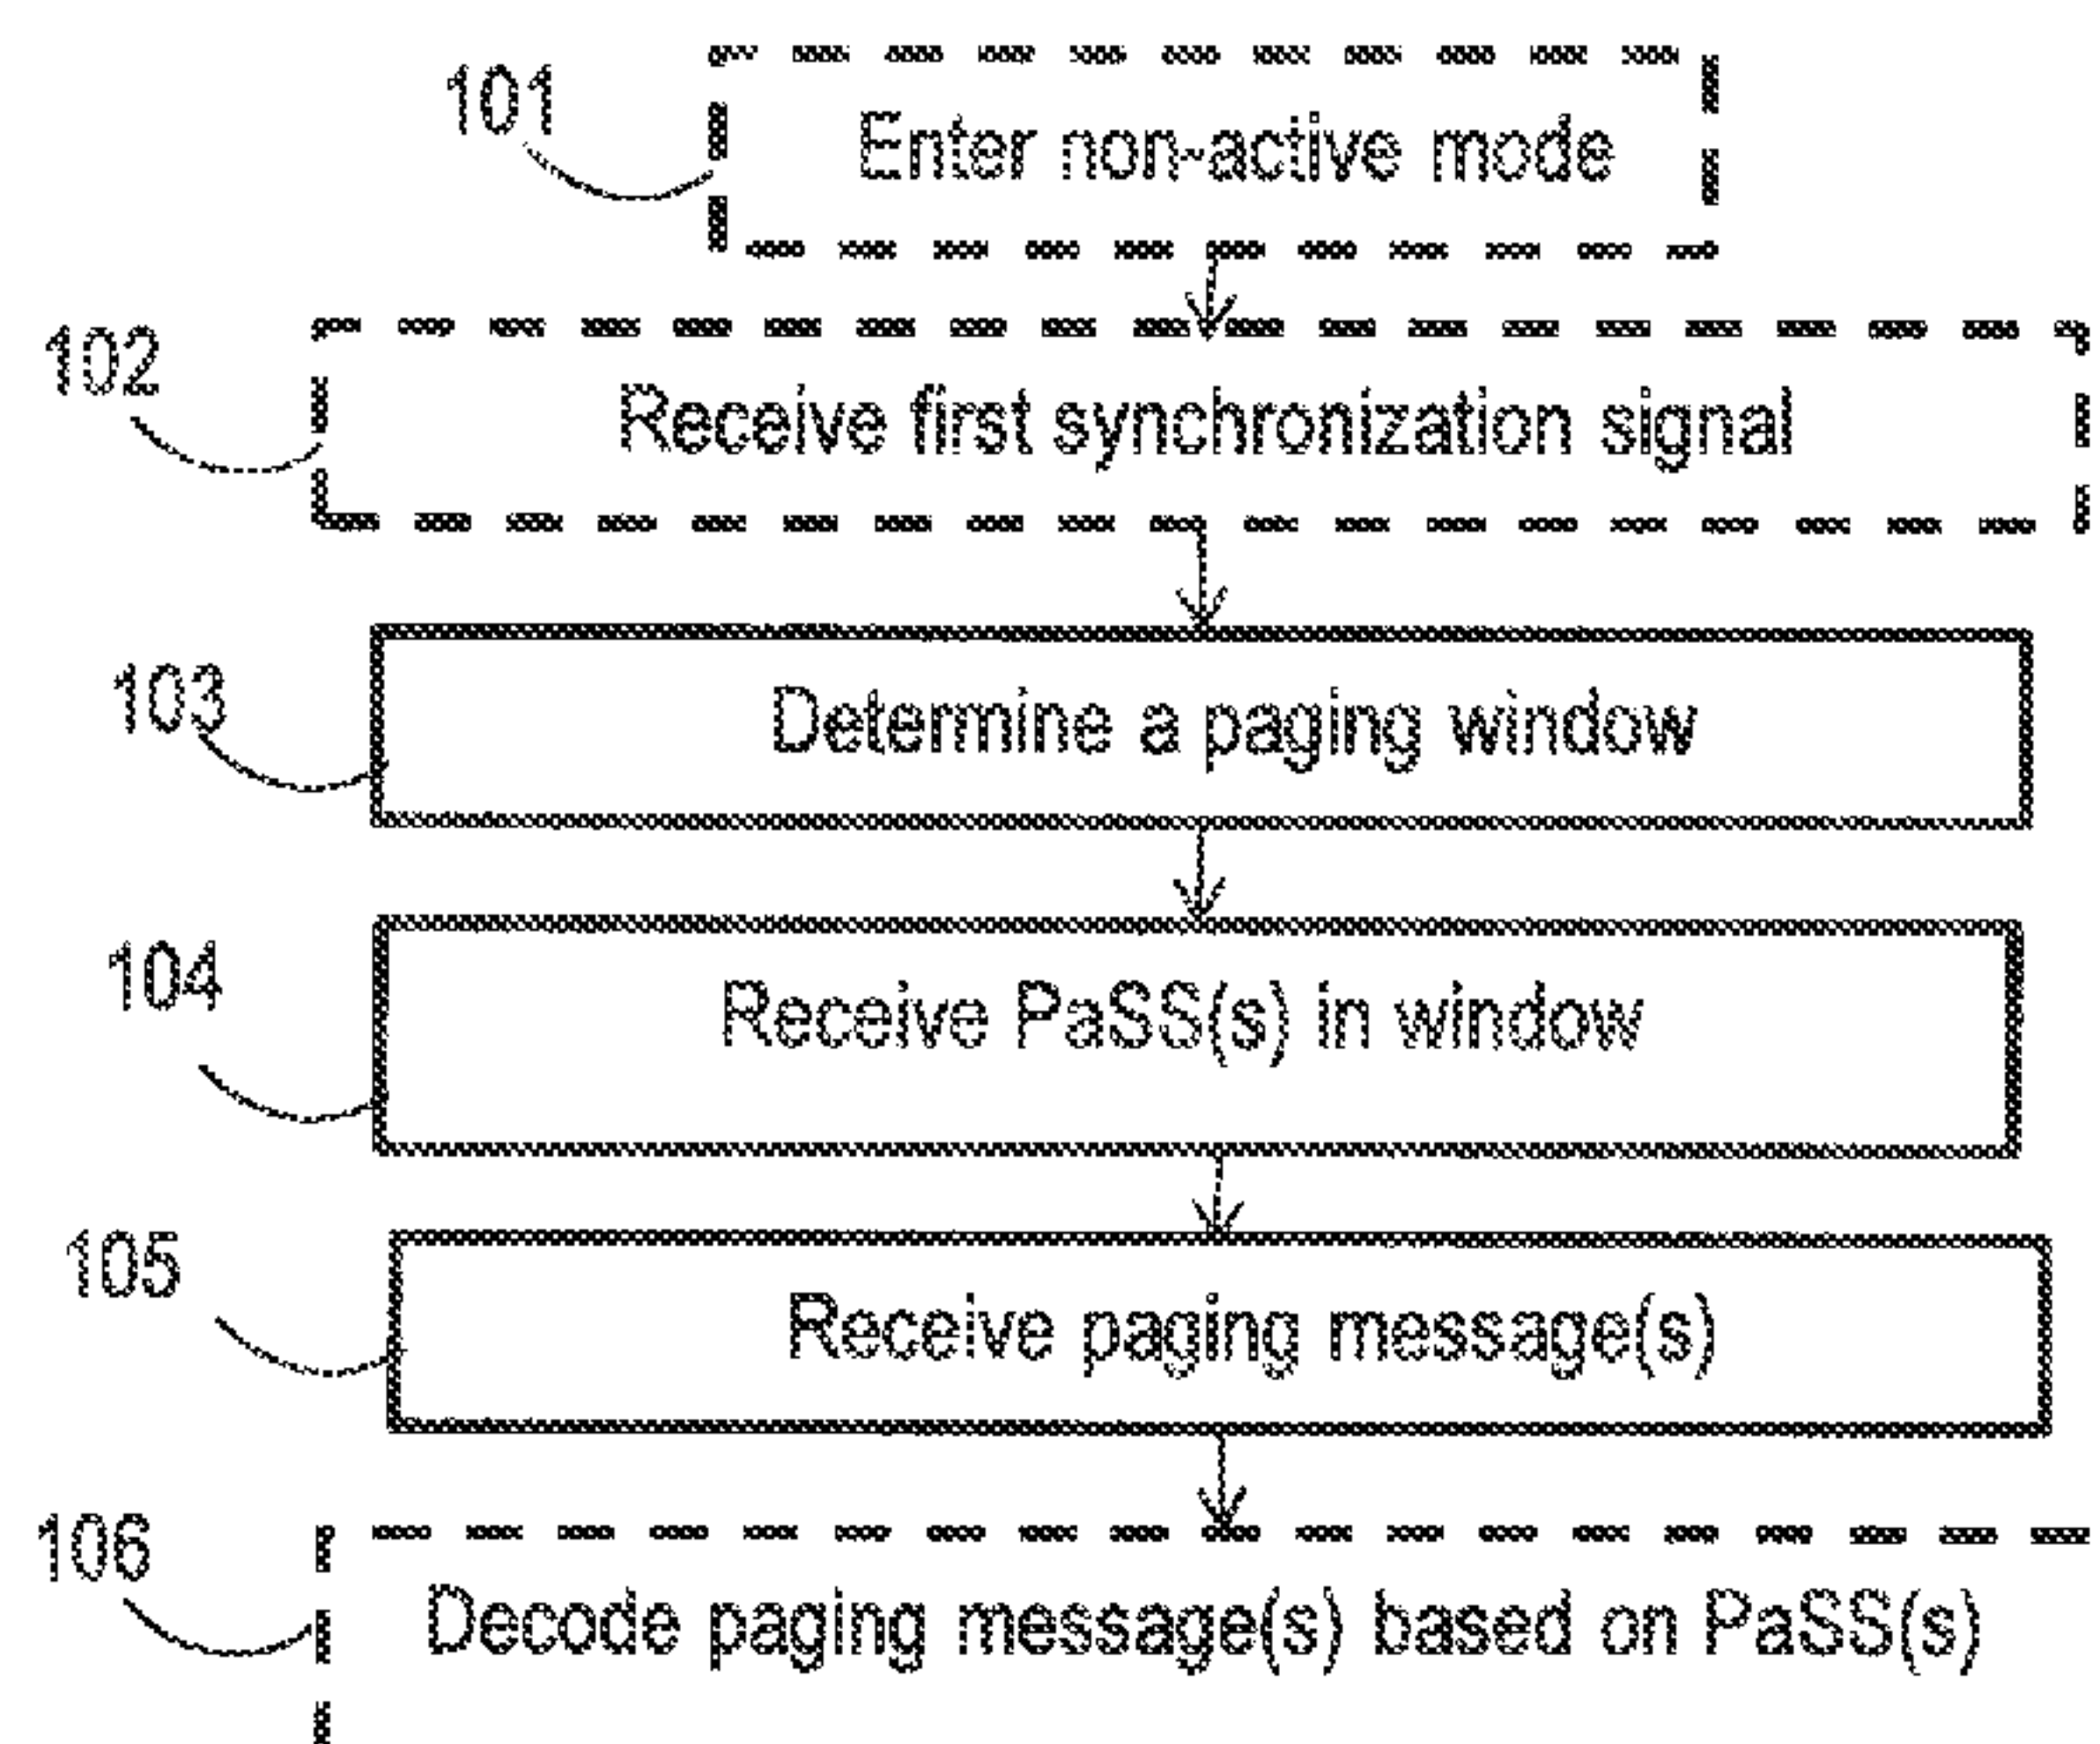 101
Enter non-active mode
102
Receive first synchronization signal
103
Determine a paging window
104
Receive PaSS(s) in window
105
Receive paging message(s)
106
Decode paging message(s) based on PaSS(s)